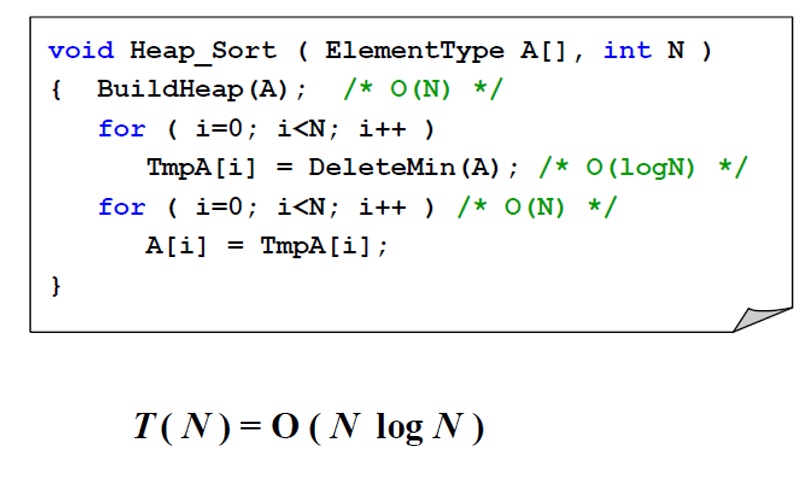 void Heap_Sort ( ElementType A[], int N )
{ BuildHeap(A); /* O(N) */
for ( i=0; i<N; i++ )
TmpA[i] = DeleteMin(A); /* O(logN) */
for ( i=0; i<N; i++ ) /* O(N) */
A[i] = TmpA[i];
}
T(N) = O ( N log N )